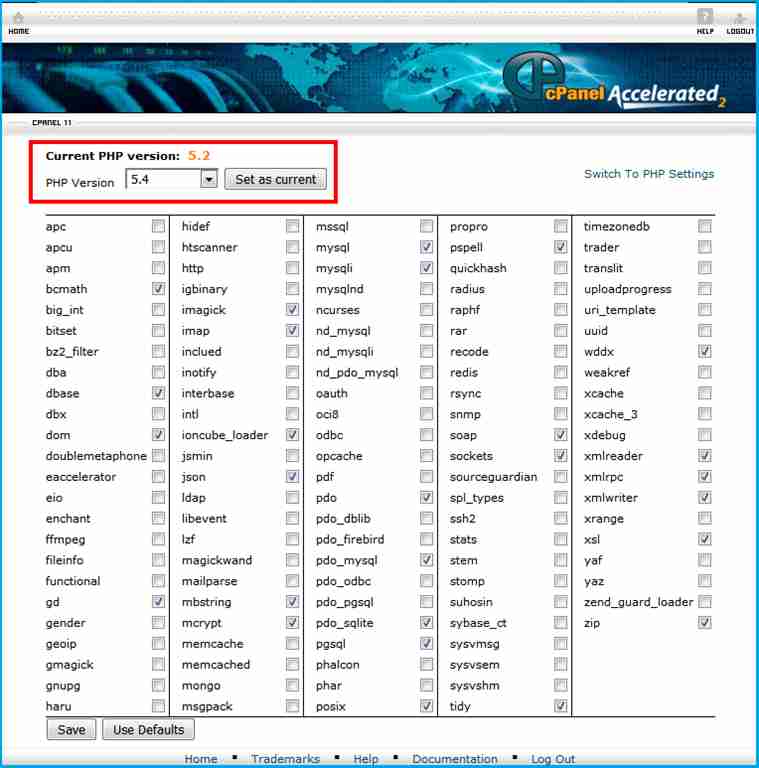 HOME
HELP
LOGOUT
cPanel Accelerated 2
CPANEL 11
Current PHP version: 5.2
PHP Version 5.4 Set as current
Switch To PHP Settings
apc
apcu
apm
bcmath
big_int
bitset
bz2_filter
dba
dbase
dbx
dom
doublemetaphone
eaccelerator
eio
enchant
ffmpeg
fileinfo
functional
gd
gender
geoip
gmagick
gnupg
haru
hidef
htscanner
http
igbinary
imagick
imap
inclued
inotify
interbase
intl
ioncube_loader
jsmin
json
ldap
libevent
lzf
magickwand
mailparse
mbstring
mcrypt
memcache
memcached
mongo
msgpack
mssql
mysql
mysqli
mysqlnd
ncurses
nd_mysql
nd_mysqli
nd_pdo_mysql
oauth
oci8
odbc
opcache
pdf
pdo
pdo_dblib
pdo_firebird
pdo_mysql
pdo_odbc
pdo_pgsql
pdo_sqlite
pgsql
phalcon
phar
posix
propro
pspell
quickhash
radius
raphf
rar
recode
redis
rsync
snmp
soap
sockets
sourceguardian
spl_types
ssh2
stats
stem
stomp
suhosin
sybase_ct
sysvmsg
sysvsem
sysvshm
tidy
timezonedb
trader
translit
uploadprogress
uri_template
uuid
wddx
weakref
xcache
xcache_3
xdebug
xmlreader
xmlrpc
xmlwriter
xrange
xsl
yaf
yaz
zend_guard_loader
zip
Save Use Defaults
Home ▪ Trademarks ▪ Help ▪ Documentation ▪ Log Out